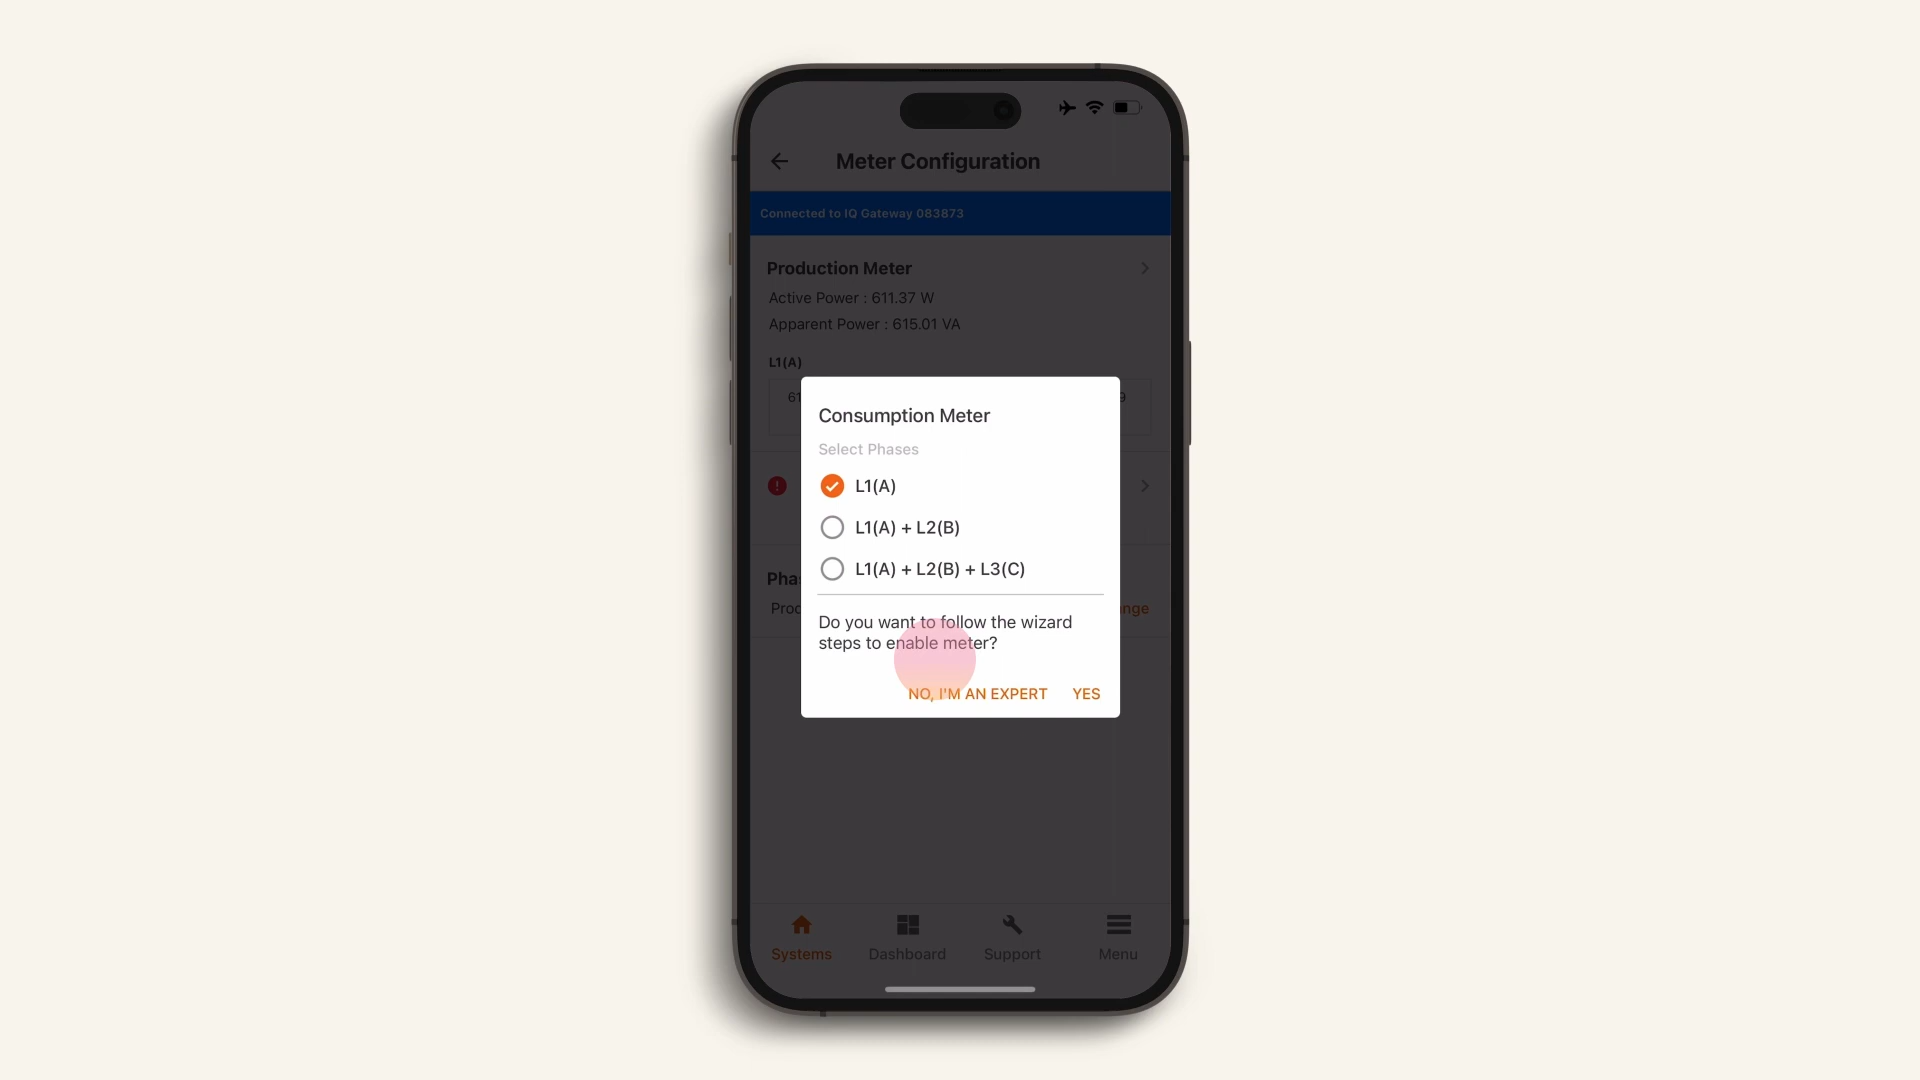 Meter Configuration
Connected to IQ Gateway 083873
Production Meter
Active Power : 611.37 W
Apparent Power : 615.01 VA
L1(A)
Consumption Meter
Select Phases
L1(A)
L1(A) + L2(B)
L1(A) + L2(B) + L3(C)
Do you want to follow the wizard
steps to enable meter?
NO, I'M AN EXPERT YES
Systems Dashboard Support Menu